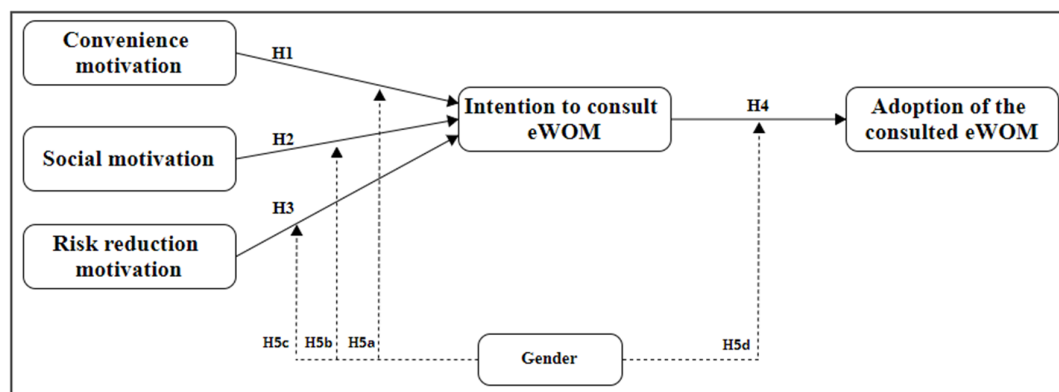 Convenience
motivation
H1
Intention to consult
eWOM
H4
Adoption of the
consulted eWOM
Social motivation
H2
H3
Risk reduction
motivation
H5c
H5b
H5a
Gender
H5d